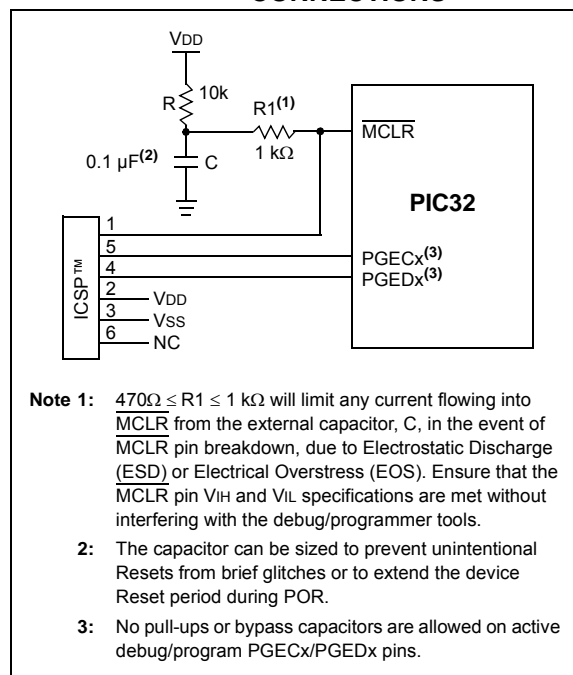 CONNECTIONS
VDD
R
10k
R1(1)
1 kΩ
0.1 µF(2)
C
MCLR
PIC32
PGECx(3)
PGEDx(3)
ICSP™
1
5
4
2
VDD
3
VSS
6
NC
Note 1: 470Ω ≤ R1 ≤ 1 kΩ will limit any current flowing into
MCLR from the external capacitor, C, in the event of
MCLR pin breakdown, due to Electrostatic Discharge
(ESD) or Electrical Overstress (EOS). Ensure that the
MCLR pin VIH and VIL specifications are met without
interfering with the debug/programmer tools.
2: The capacitor can be sized to prevent unintentional
Resets from brief glitches or to extend the device
Reset period during POR.
3: No pull-ups or bypass capacitors are allowed on active
debug/program PGECx/PGEDx pins.